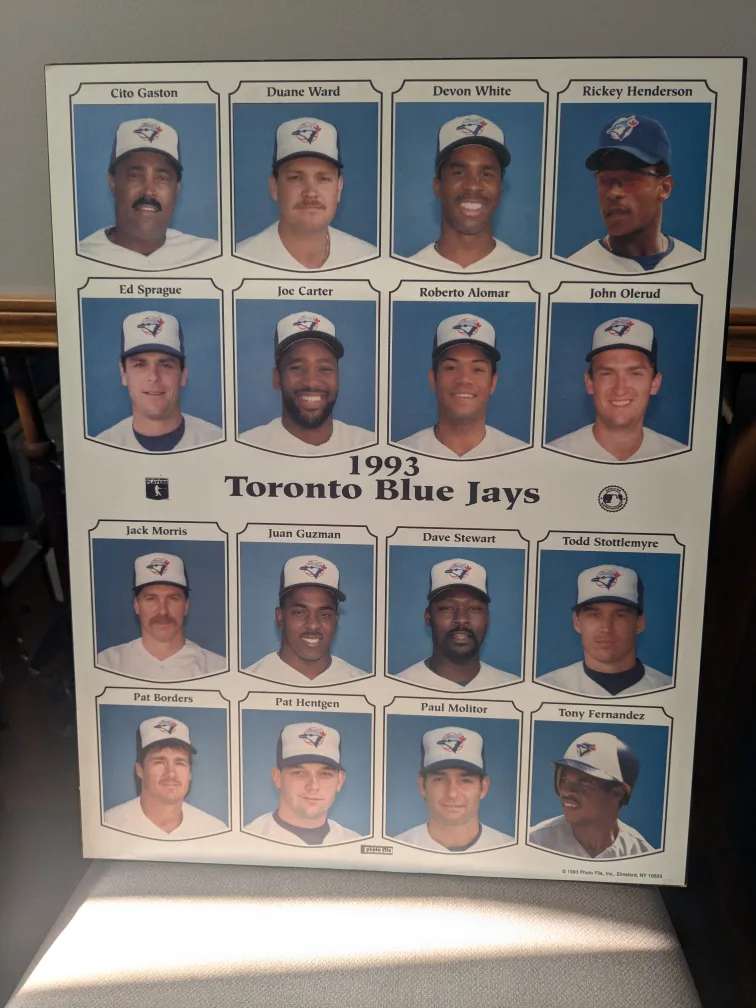 Cito Gaston
Duane Ward
Devon White
Rickey Henderson
Ed Sprague
Joe Carter
Roberto Alomar
John Olerud
1993
Toronto Blue Jays
Jack Morris
Juan Guzman
Dave Stewart
Todd Stottlemyre
Pat Borders
Pat Hentgen
Paul Molitor
Tony Fernandez
photo file
© 1993 Photo File, Inc., Elmsford, NY 10523